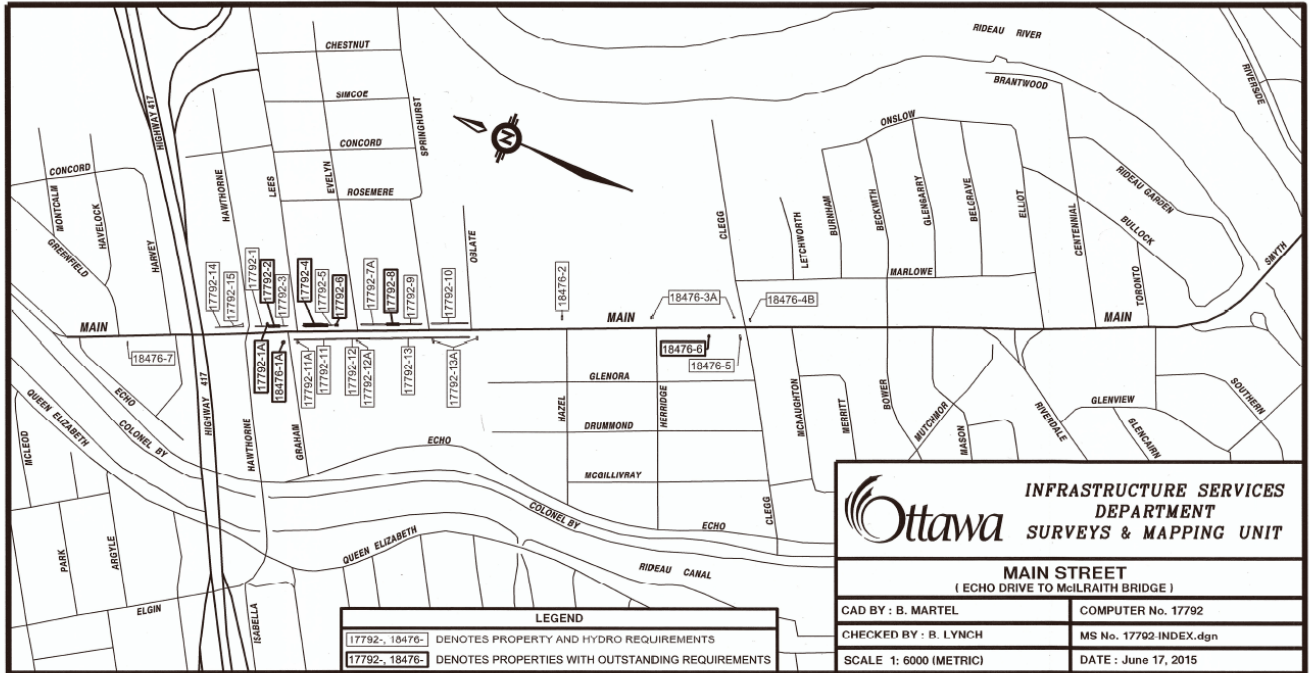 RIDEAU RIVER
CHESTNUT
SIMCOE
CONCORD
ROSEMERE
SPRINGHURST
HIGHWAY 417
HAWTHORNE
LEES
EVELYN
OBLATE
N
CONCORD
MONTCALM
HAVELOCK
HARVEY
GREENFIELD
BRANTWOOD
RIVERSIDE
ONSLOW
CLEGG
LETCHWORTH
BURNHAM
BECKWITH
GLENGARRY
BELGRAVE
ELLIOT
CENTENNIAL
RIDEAU GARDEN
BULLOCK
TORONTO
SMYTH
MARLOWE
17792-14
17792-15
17792-1
17792-2
17792-3
17792-4
17792-5
17792-6
17792-7A
17792-8
17792-9
17792-10
18476-2
18476-3A
18476-4B
MAIN
MAIN
MAIN
18476-7
17792-1A
18476-1A
17792-11A
17792-11
17792-12
17792-12A
17792-13
17792-13A
18476-6
18476-5
GLENORA
HAZEL
HERRIDGE
DRUMMOND
MCGILLIVRAY
MCNAUGHTON
MERRITT
BOWER
MUTCHMOR
MASON
RIVERDALE
GLENVIEW
GLENCAIRN
SOUTHERN
ECHO
COLONEL BY
QUEEN ELIZABETH
MCLEOD
HIGHWAY 417
HAWTHORNE
GRAHAM
ECHO
COLONEL BY
ECHO
CLEGG
QUEEN ELIZABETH
RIDEAU CANAL
PARK
ARGYLE
ELGIN
ISABELLA
LEGEND
17792-, 18476- DENOTES PROPERTY AND HYDRO REQUIREMENTS
17792-, 18476- DENOTES PROPERTIES WITH OUTSTANDING REQUIREMENTS
Ottawa
INFRASTRUCTURE SERVICES
DEPARTMENT
SURVEYS & MAPPING UNIT
MAIN STREET
( ECHO DRIVE TO McILRAITH BRIDGE )
CAD BY : B. MARTEL
COMPUTER No. 17792
CHECKED BY : B. LYNCH
MS No. 17792-INDEX.dgn
SCALE 1: 6000 (METRIC)
DATE : June 17, 2015